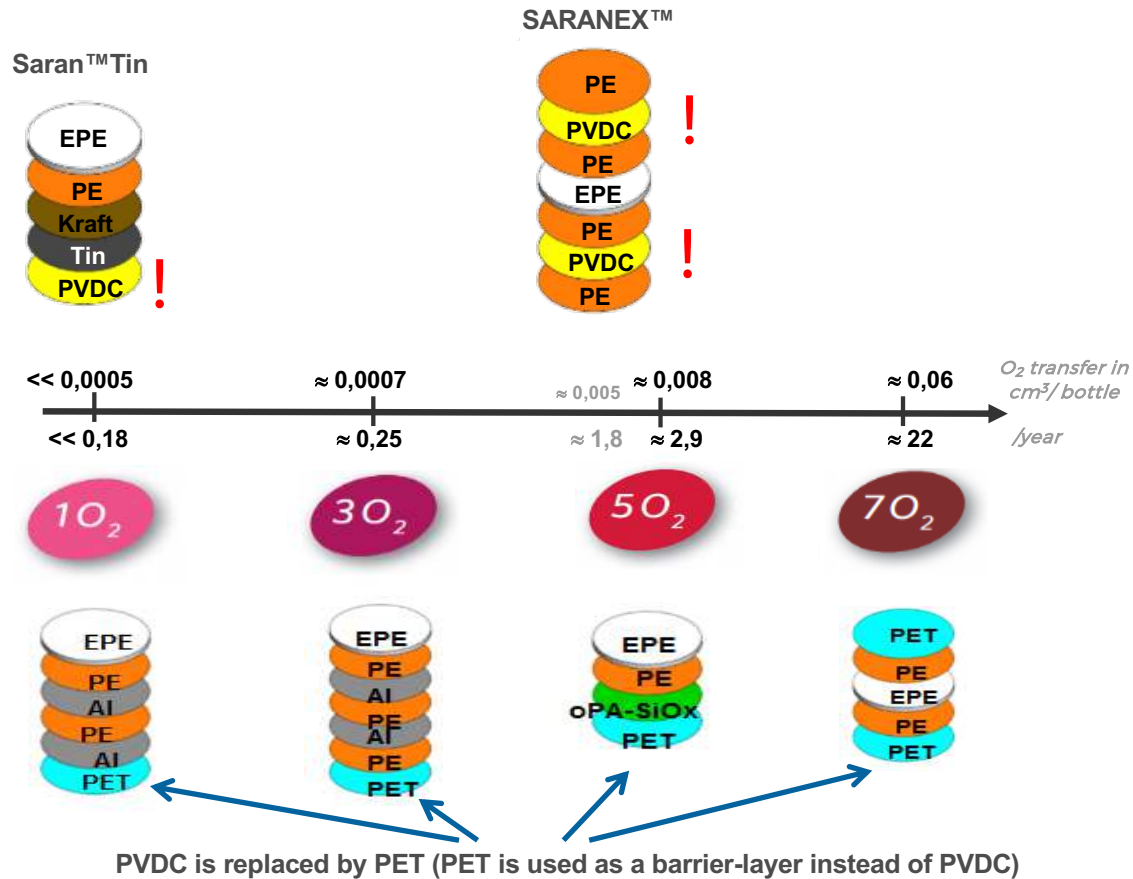 SARANEX™
Saran™Tin
EPE
PE
Kraft
Tin
PVDC
!
PE
PVDC
PE
EPE
PE
PVDC
PE
!
!
<< 0,0005
≈ 0,0007
≈ 0,005
≈ 0,008
≈ 0,06
O₂ transfer in
cm³/ bottle
<< 0,18
≈ 0,25
≈ 1,8
≈ 2,9
≈ 22
/year
1O₂
3O₂
5O₂
7O₂
EPE
PE
Al
PE
Al
PET
EPE
PE
Al
PE
Al
PE
PET
EPE
PE
oPA-SiOx
PET
PET
PE
EPE
PE
PET
PVDC is replaced by PET (PET is used as a barrier-layer instead of PVDC)